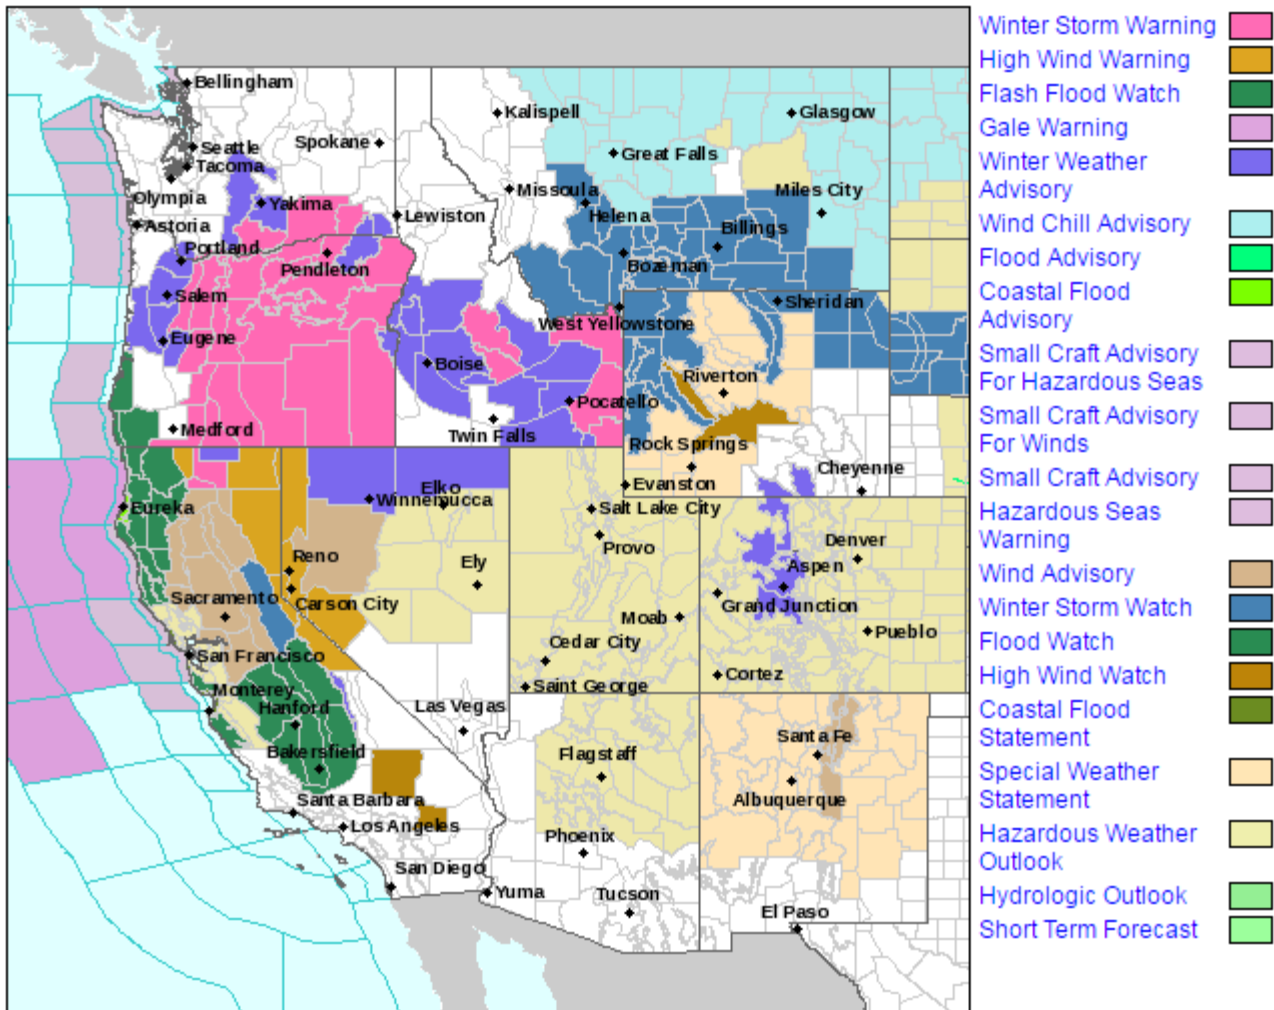 Bellingham
Kalispell
Glasgow
Seattle
Spokane
Great Falls
Tacoma
Missoula
Miles City
Olympia
Yakima
Helena
Lewiston
Astoria
Billings
Portland
Pendleton
Bozeman
Salem
Sheridan
West Yellowstone
Eugene
Boise
Riverton
Pocatello
Medford
Twin Falls
Rock Springs
Cheyenne
Evanston
Elko
Winnemucca
Eureka
Salt Lake City
Provo
Denver
Reno
Ely
Aspen
Sacramento
Carson City
Grand Junction
Moab
Pueblo
Cedar City
San Francisco
Cortez
Saint George
Monterey
Hanford
Las Vegas
Santa Fe
Bakersfield
Flagstaff
Santa Barbara
Albuquerque
Los Angeles
Phoenix
San Diego
Yuma
Tucson
El Paso
Winter Storm Warning
High Wind Warning
Flash Flood Watch
Gale Warning
Winter Weather
Advisory
Wind Chill Advisory
Flood Advisory
Coastal Flood
Advisory
Small Craft Advisory
For Hazardous Seas
Small Craft Advisory
For Winds
Small Craft Advisory
Hazardous Seas
Warning
Wind Advisory
Winter Storm Watch
Flood Watch
High Wind Watch
Coastal Flood
Statement
Special Weather
Statement
Hazardous Weather
Outlook
Hydrologic Outlook
Short Term Forecast